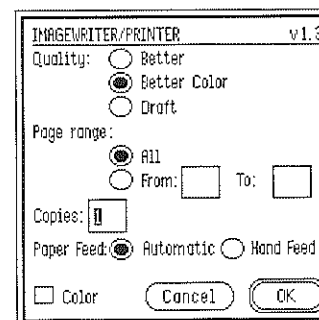 IMAGEWRITER/PRINTER v1.3
Quality: Better
Better Color
Draft
Page range:
All
From: To:
Copies: 1
Paper Feed: Automatic Hand Feed
Color Cancel OK